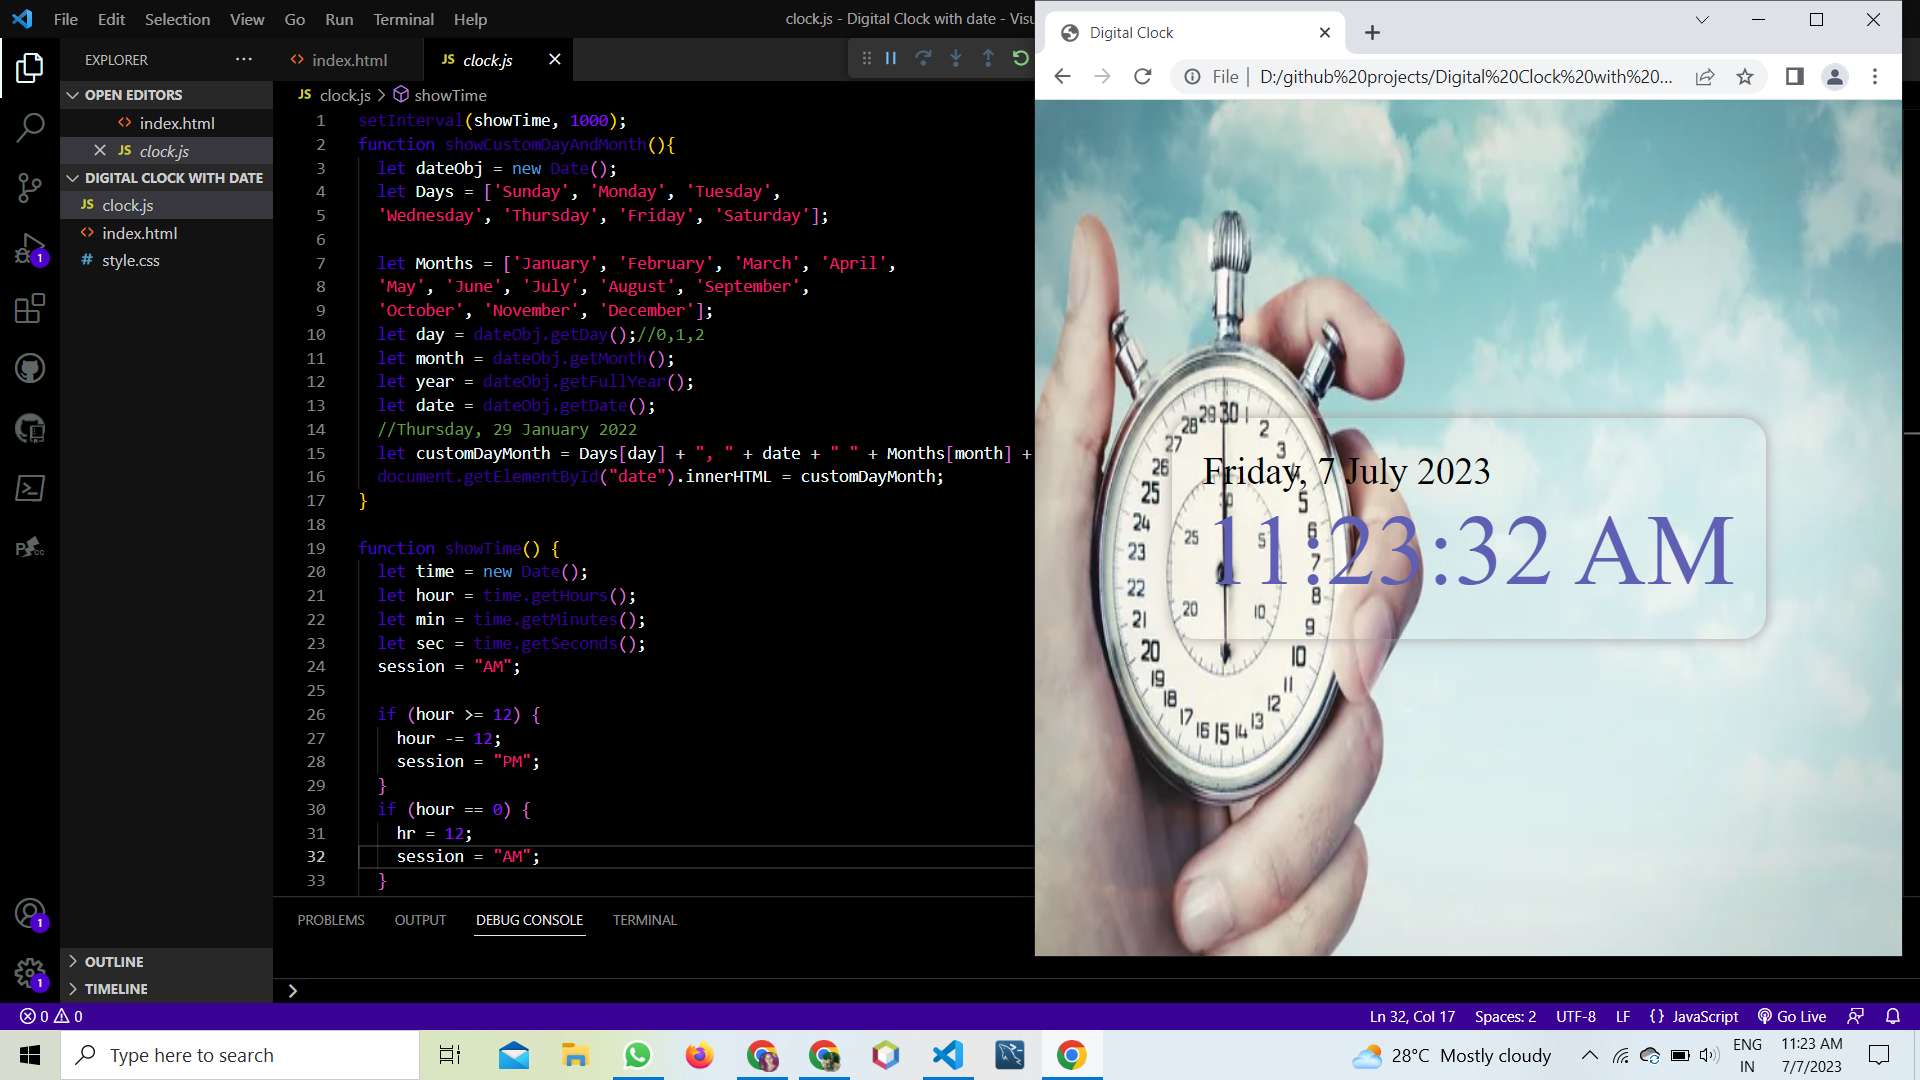 File Edit Selection View Go Run Terminal Help
clock.js - Digital Clock with date - Visu
EXPLORER
OPEN EDITORS
index.html
clock.js
DIGITAL CLOCK WITH DATE
clock.js
index.html
style.css
OUTLINE
TIMELINE
index.html
JS clock.js
JS clock.js > showTime
1 setInterval(showTime, 1000);
2 function showCustomDayAndMonth(){
3 let dateObj = new Date();
4 let Days = ['Sunday', 'Monday', 'Tuesday',
5 'Wednesday', 'Thursday', 'Friday', 'Saturday'];
6
7 let Months = ['January', 'February', 'March', 'April',
8 'May', 'June', 'July', 'August', 'September',
9 'October', 'November', 'December'];
10 let day = dateObj.getDay();//0,1,2
11 let month = dateObj.getMonth();
12 let year = dateObj.getFullYear();
13 let date = dateObj.getDate();
14 //Thursday, 29 January 2022
15 let customDayMonth = Days[day] + ", " + date + " " + Months[month] +
16 document.getElementById("date").innerHTML = customDayMonth;
17 }
18
19 function showTime() {
20 let time = new Date();
21 let hour = time.getHours();
22 let min = time.getMinutes();
23 let sec = time.getSeconds();
24 session = "AM";
25
26 if (hour >= 12) {
27 hour -= 12;
28 session = "PM";
29 }
30 if (hour == 0) {
31 hr = 12;
32 session = "AM";
33 }
PROBLEMS OUTPUT DEBUG CONSOLE TERMINAL
Digital Clock
File | D:/github%20projects/Digital%20Clock%20with%20...
Friday, 7 July 2023
11:23:32 AM
0 0
Ln 32, Col 17 Spaces: 2 UTF-8 LF {} JavaScript Go Live
Type here to search
28°C Mostly cloudy
ENG
IN
11:23 AM
7/7/2023